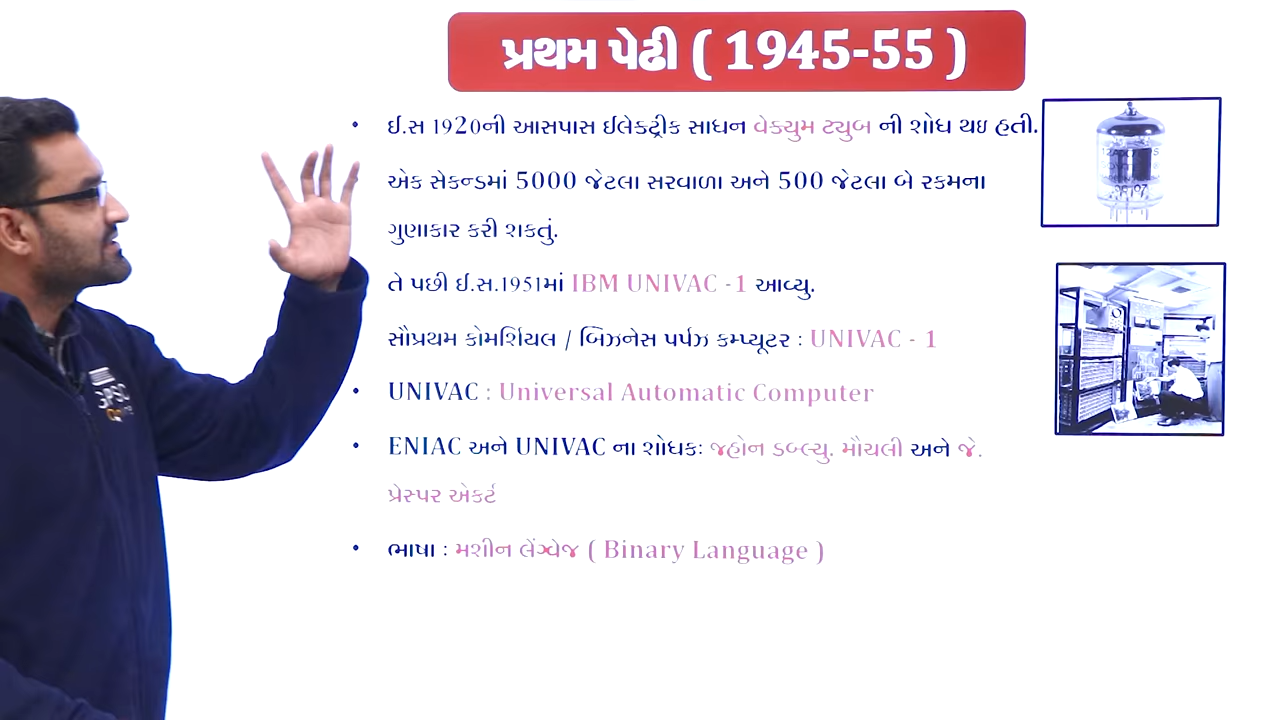 પ્રથમ પેઢી ( 1945-55 )
• ઈ.સ 1920ની આસપાસ ઈલેક્ટ્રીક સાધન વેક્યુમ ટ્યુબ ની શોધ થઇ હતી.
એક સેકન્ડમાં 5000 જેટલા સરવાળા અને 500 જેટલા બે રકમના
ગુણાકાર કરી શકતું.
તે પછી ઈ.સ.1951માં IBM UNIVAC -1 આવ્યુ.
સૌપ્રથમ કોમર્શિયલ / બિઝનેસ પર્પઝ કમ્પ્યૂટર : UNIVAC - 1
• UNIVAC : Universal Automatic Computer
• ENIAC અને UNIVAC ના શોધકઃ જ્હોન ડબ્લ્યુ. મૌચલી અને જે.
પ્રેસ્પર એકર્ટ
• ભાષા : મશીન લેંગ્વેજ ( Binary Language )